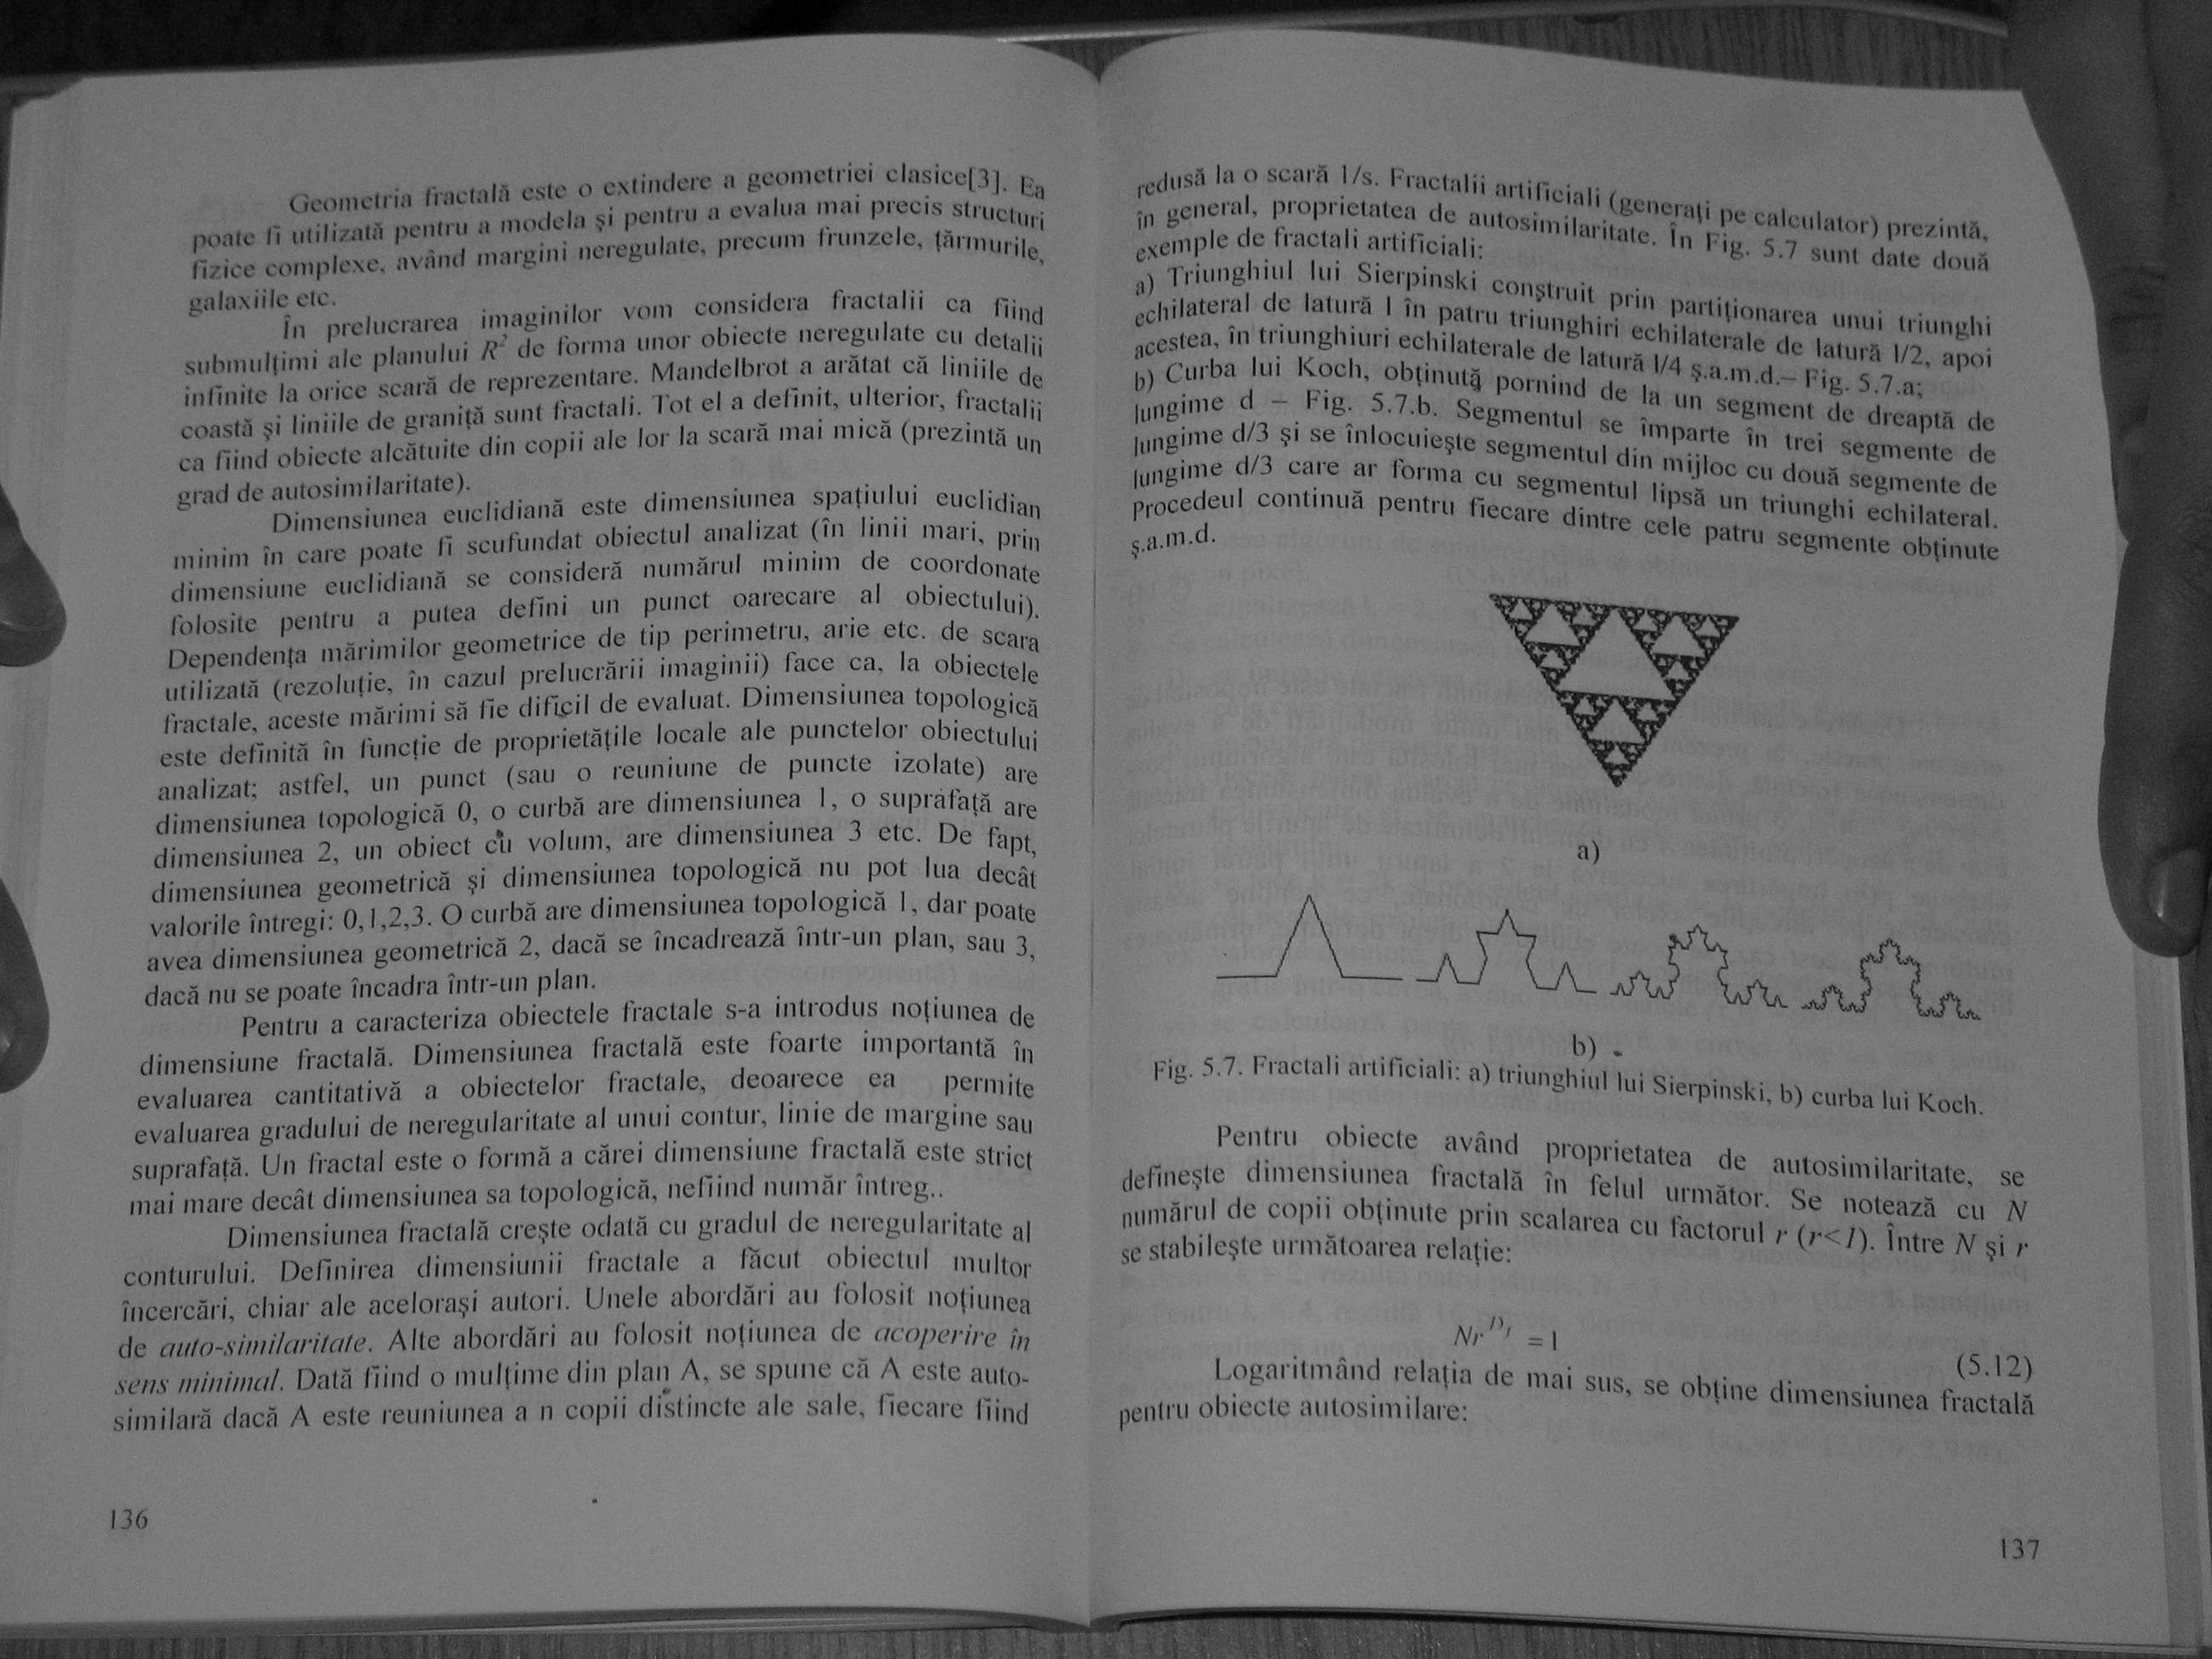 Geometria fractală este o extindere a geometriei clasice[3]. Ea
poate fi utilizată pentru a modela şi pentru a evalua mai precis structuri
fizice complexe, având margini neregulate, precum frunzele, ţărmurile,
galaxiile etc.
În prelucrarea imaginilor vom considera fractalii ca fiind
submulţimi ale planului R² de forma unor obiecte neregulate cu detalii
infinite la orice scară de reprezentare. Mandelbrot a arătat că liniile de
coastă şi liniile de graniţă sunt fractali. Tot el a definit, ulterior, fractalii
ca fiind obiecte alcătuite din copii ale lor la scară mai mică (prezintă un
grad de autosimilaritate).
Dimensiunea euclidiană este dimensiunea spaţiului euclidian
minim în care poate fi scufundat obiectul analizat (în linii mari, prin
dimensiune euclidiană se consideră numărul minim de coordonate
folosite pentru a putea defini un punct oarecare al obiectului).
Dependenţa mărimilor geometrice de tip perimetru, arie etc. de scara
utilizată (rezoluţie, în cazul prelucrării imaginii) face ca, la obiectele
fractale, aceste mărimi să fie dificil de evaluat. Dimensiunea topologică
este definită în funcţie de proprietăţile locale ale punctelor obiectului
analizat; astfel, un punct (sau o reuniune de puncte izolate) are
dimensiunea topologică 0, o curbă are dimensiunea 1, o suprafaţă are
dimensiunea 2, un obiect cu volum, are dimensiunea 3 etc. De fapt,
dimensiunea geometrică şi dimensiunea topologică nu pot lua decât
valorile întregi: 0,1,2,3. O curbă are dimensiunea topologică 1, dar poate
avea dimensiunea geometrică 2, dacă se încadrează într-un plan, sau 3,
dacă nu se poate încadra într-un plan.
Pentru a caracteriza obiectele fractale s-a introdus noţiunea de
dimensiune fractală. Dimensiunea fractală este foarte importantă în
evaluarea cantitativă a obiectelor fractale, deoarece ea permite
evaluarea gradului de neregularitate al unui contur, linie de margine sau
suprafaţă. Un fractal este o formă a cărei dimensiune fractală este strict
mai mare decât dimensiunea sa topologică, nefiind număr întreg..
Dimensiunea fractală creşte odată cu gradul de neregularitate al
conturului. Definirea dimensiunii fractale a făcut obiectul multor
încercări, chiar ale aceloraşi autori. Unele abordări au folosit noţiunea
de auto-similaritate. Alte abordări au folosit noţiunea de acoperire în
sens minimal. Dată fiind o mulţime din plan A, se spune că A este auto-
similară dacă A este reuniunea a n copii distincte ale sale, fiecare fiind
136
redusă la o scară 1/s. Fractalii artificiali (generaţi pe calculator) prezintă,
în general, proprietatea de autosimilaritate. În Fig. 5.7 sunt date două
exemple de fractali artificiali:
a) Triunghiul lui Sierpinski construit prin partiţionarea unui triunghi
echilateral de latură l în patru triunghiri echilaterale de latură l/2, apoi
acestea, în triunghiuri echilaterale de latură l/4 ş.a.m.d.– Fig. 5.7.a;
b) Curba lui Koch, obţinută pornind de la un segment de dreaptă de
lungime d – Fig. 5.7.b. Segmentul se împarte în trei segmente de
lungime d/3 şi se înlocuieşte segmentul din mijloc cu două segmente de
lungime d/3 care ar forma cu segmentul lipsă un triunghi echilateral.
Procedeul continuă pentru fiecare dintre cele patru segmente obţinute
ş.a.m.d.
a)
b)
Fig. 5.7. Fractali artificiali: a) triunghiul lui Sierpinski, b) curba lui Koch.
Pentru obiecte având proprietatea de autosimilaritate, se
defineşte dimensiunea fractală în felul următor. Se notează cu N
numărul de copii obţinute prin scalarea cu factorul r (r<1). Între N şi r
se stabileşte următoarea relaţie:
Nr^{D_f} = 1
(5.12)
Logaritmând relaţia de mai sus, se obţine dimensiunea fractală
pentru obiecte autosimilare:
137